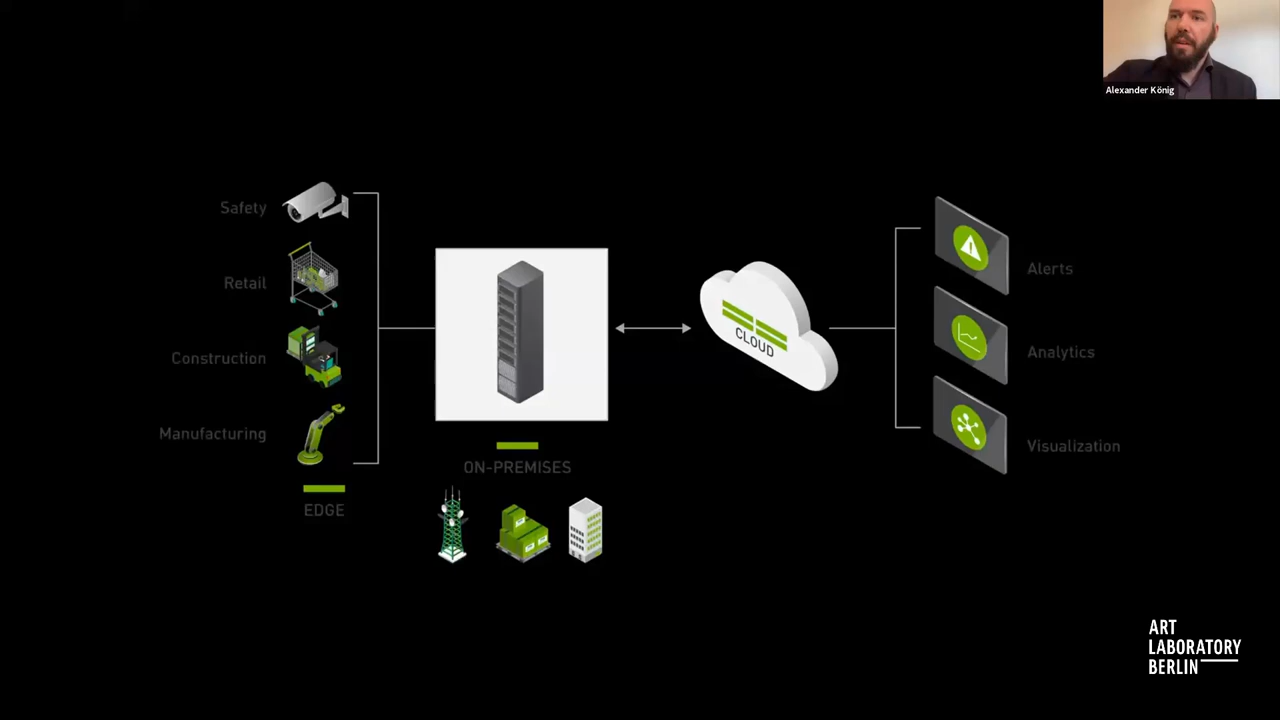 Alexander König
Safety
Retail
Construction
Manufacturing
EDGE
ON-PREMISES
CLOUD
Alerts
Analytics
Visualization
ART
LABORATORY
BERLIN